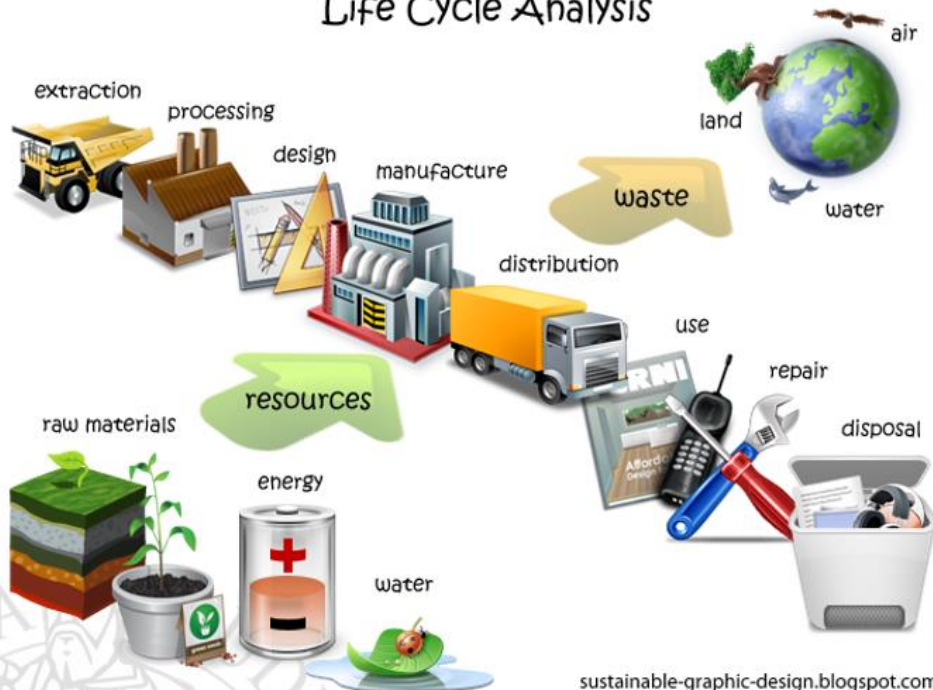 Life Cycle Analysis
air
extraction
processing
land
design
manufacture
waste
water
distribution
use
repair
resources
raw materials
disposal
energy
water
sustainable-graphic-design.blogspot.com